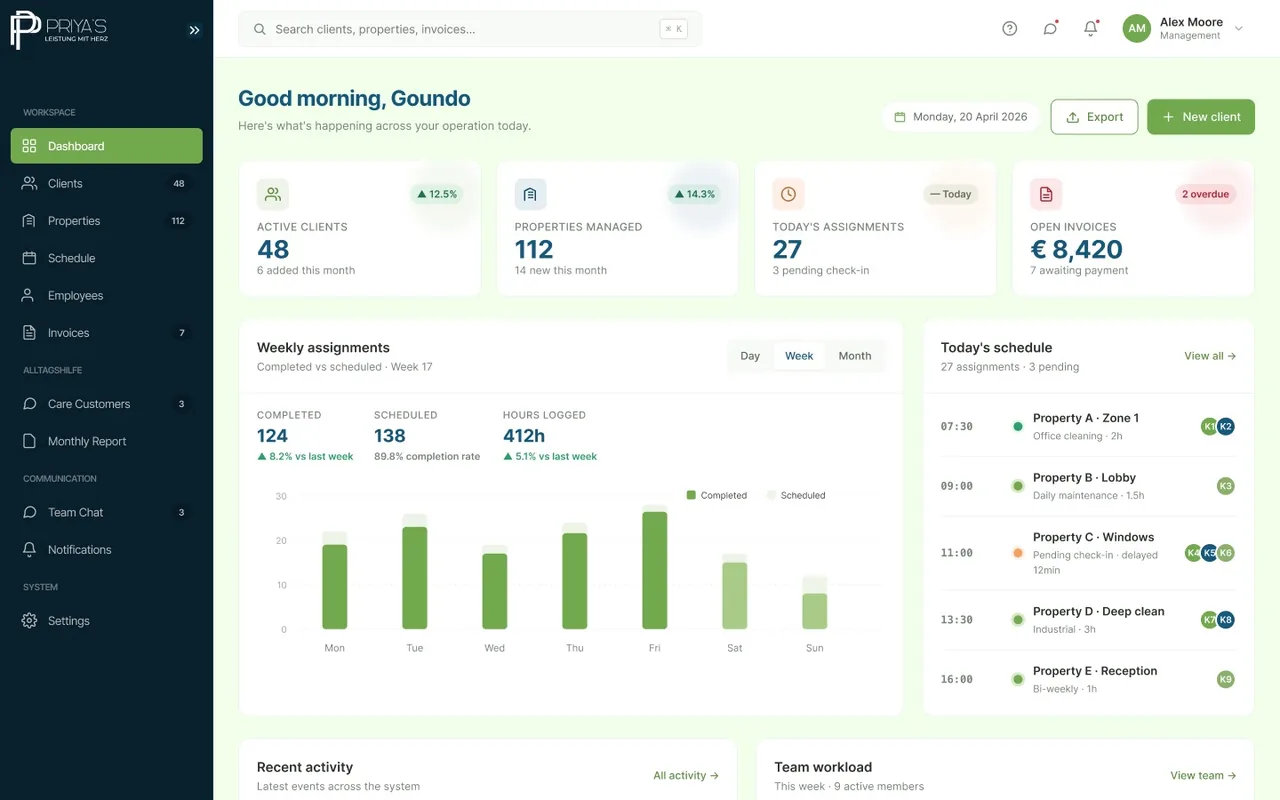 PRIYA'S
LEISTUNG MIT HERZ
Search clients, properties, invoices...
⌘ K
AM
Alex Moore
Management
WORKSPACE
Dashboard
Clients 48
Properties 112
Schedule
Employees
Invoices 7
ALLTAGSHILFE
Care Customers 3
Monthly Report
COMMUNICATION
Team Chat 3
Notifications
SYSTEM
Settings
Good morning, Goundo
Here's what's happening across your operation today.
Monday, 20 April 2026
Export
+ New client
▲ 12.5%
ACTIVE CLIENTS
48
6 added this month
▲ 14.3%
PROPERTIES MANAGED
112
14 new this month
— Today
TODAY'S ASSIGNMENTS
27
3 pending check-in
2 overdue
OPEN INVOICES
€ 8,420
7 awaiting payment
Weekly assignments
Completed vs scheduled · Week 17
Day Week Month
COMPLETED
124
▲ 8.2% vs last week
SCHEDULED
138
89.8% completion rate
HOURS LOGGED
412h
▲ 5.1% vs last week
Completed Scheduled
30
20
10
0
Mon Tue Wed Thu Fri Sat Sun
Today's schedule
27 assignments · 3 pending
View all →
07:30
Property A · Zone 1
Office cleaning · 2h
K1 K2
09:00
Property B · Lobby
Daily maintenance · 1.5h
K3
11:00
Property C · Windows
Pending check-in · delayed
12min
K4 K5 K6
13:30
Property D · Deep clean
Industrial · 3h
K7 K8
16:00
Property E · Reception
Bi-weekly · 1h
K9
Recent activity
Latest events across the system
All activity →
Team workload
This week · 9 active members
View team →